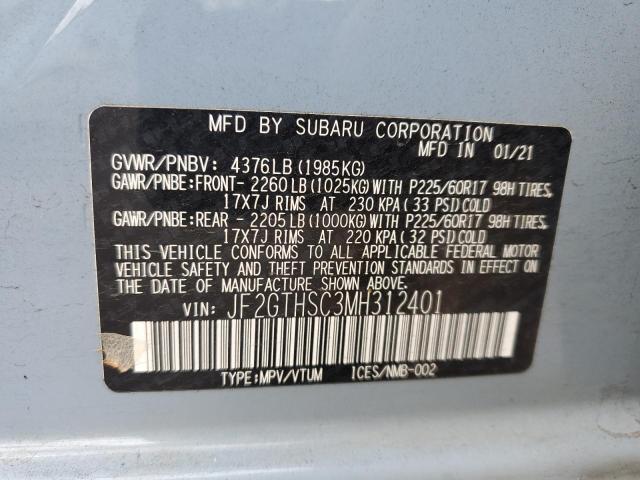 MFD BY SUBARU CORPORATION
MFD IN 01/21
GVWR/PNBV: 4376LB(1985KG)
GAWR/PNBE:FRONT- 2260LB(1025KG)WITH P225/60R17 98H TIRES,
17X7J RIMS AT 230 KPA(33 PSI)COLD
GAWR/PNBE:REAR - 2205LB(1000KG)WITH P225/60R17 98H TIRES,
17X7J RIMS AT 220 KPA(32 PSI)COLD
THIS VEHICLE CONFORMS TO ALL APPLICABLE FEDERAL MOTOR
VEHICLE SAFETY AND THEFT PREVENTION STANDARDS IN EFFECT ON
THE DATE OF MANUFACTURE SHOWN ABOVE.
VIN: JF2GTHSC3MH312401
TYPE:MPV/VTUM ICES/NMB-002